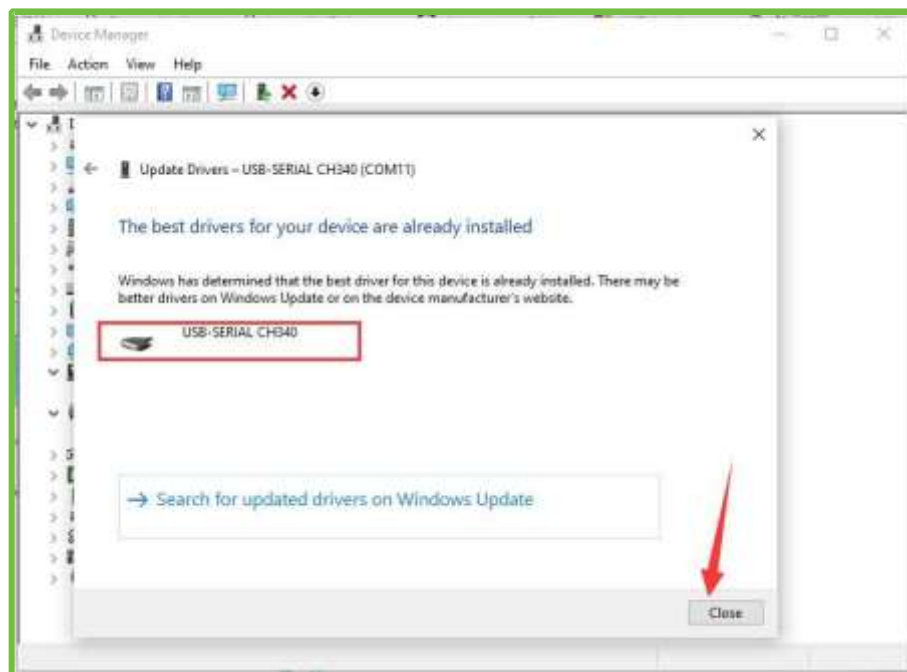 Device Manager
File Action View Help
Update Drivers – USB-SERIAL CH340 (COM11)
The best drivers for your device are already installed
Windows has determined that the best driver for this device is already installed. There may be
better drivers on Windows Update or on the device manufacturer's website.
USB-SERIAL CH340
Search for updated drivers on Windows Update
Close